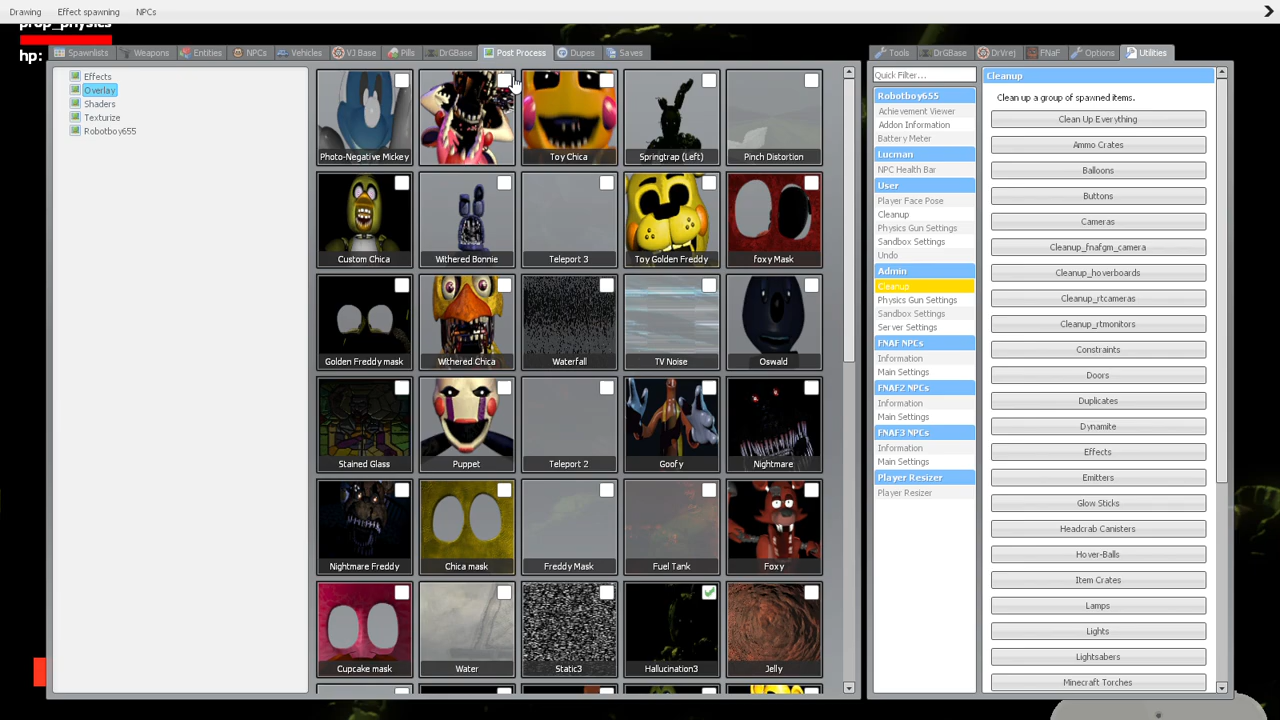 Drawing
Effect spawning
NPCs
prop_physics
hp:
Spawnlists
Weapons
Entities
NPCs
Vehicles
VJ Base
Pills
DrGBase
Post Process
Dupes
Saves
Tools
DrGBase
DrWrej
FNaF
Options
Utilities
Effects
Overlay
Shaders
Texturize
Robotboy655
Photo-Negative Mickey
Toy Chica
Springtrap (Left)
Pinch Distortion
Custom Chica
Withered Bonnie
Teleport 3
Toy Golden Freddy
foxy Mask
Golden Freddy mask
Withered Chica
Waterfall
TV Noise
Oswald
Stained Glass
Puppet
Teleport 2
Goofy
Nightmare
Nightmare Freddy
Chica mask
Freddy Mask
Fuel Tank
Foxy
Cupcake mask
Water
Static3
Hallucination3
Jelly
Quick Filter...
Robotboy655
Achievement Viewer
Addon Information
Battery Meter
Lucman
NPC Health Bar
User
Player Face Pose
Cleanup
Physics Gun Settings
Sandbox Settings
Undo
Admin
Cleanup
Physics Gun Settings
Sandbox Settings
Server Settings
FNAF NPCs
Information
Main Settings
FNAF2 NPCs
Information
Main Settings
FNAF3 NPCs
Information
Main Settings
Player Resizer
Player Resizer
Cleanup
Clean up a group of spawned items.
Clean Up Everything
Ammo Crates
Balloons
Buttons
Cameras
Cleanup_fnafgm_camera
Cleanup_hoverboards
Cleanup_rtcameras
Cleanup_rtmonitors
Constraints
Doors
Duplicates
Dynamite
Effects
Emitters
Glow Sticks
Headcrab Canisters
Hover-Balls
Item Crates
Lamps
Lights
Lightsabers
Minecraft Torches